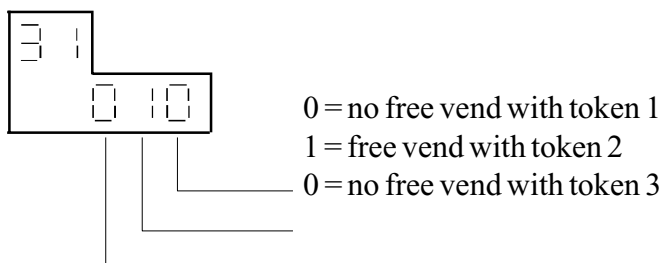 31
010
0 = no free vend with token 1
1 = free vend with token 2
0 = no free vend with token 3